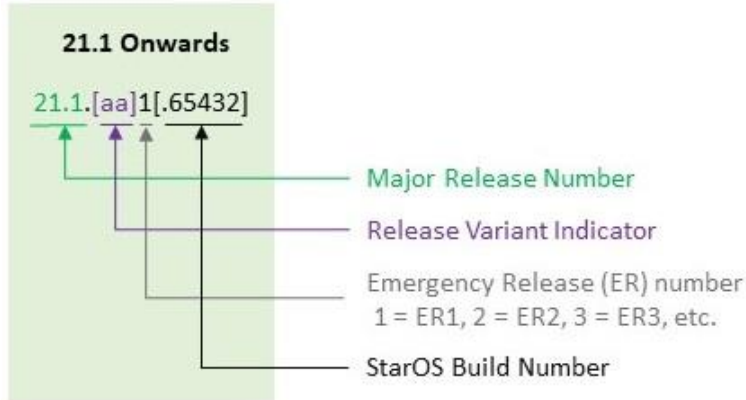 21.1 Onwards
21.1.[aa]1[.65432]
Major Release Number
Release Variant Indicator
Emergency Release (ER) number
1 = ER1, 2 = ER2, 3 = ER3, etc.
StarOS Build Number